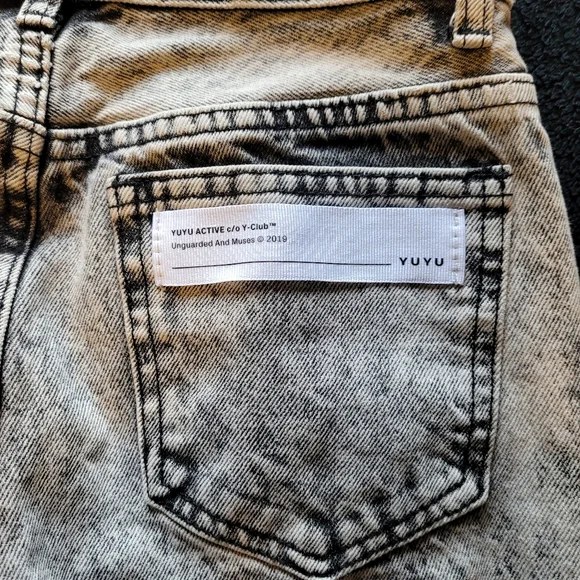 YUYU ACTIVE c/o Y-Club™
Unguarded And Muses © 2019
YUYU